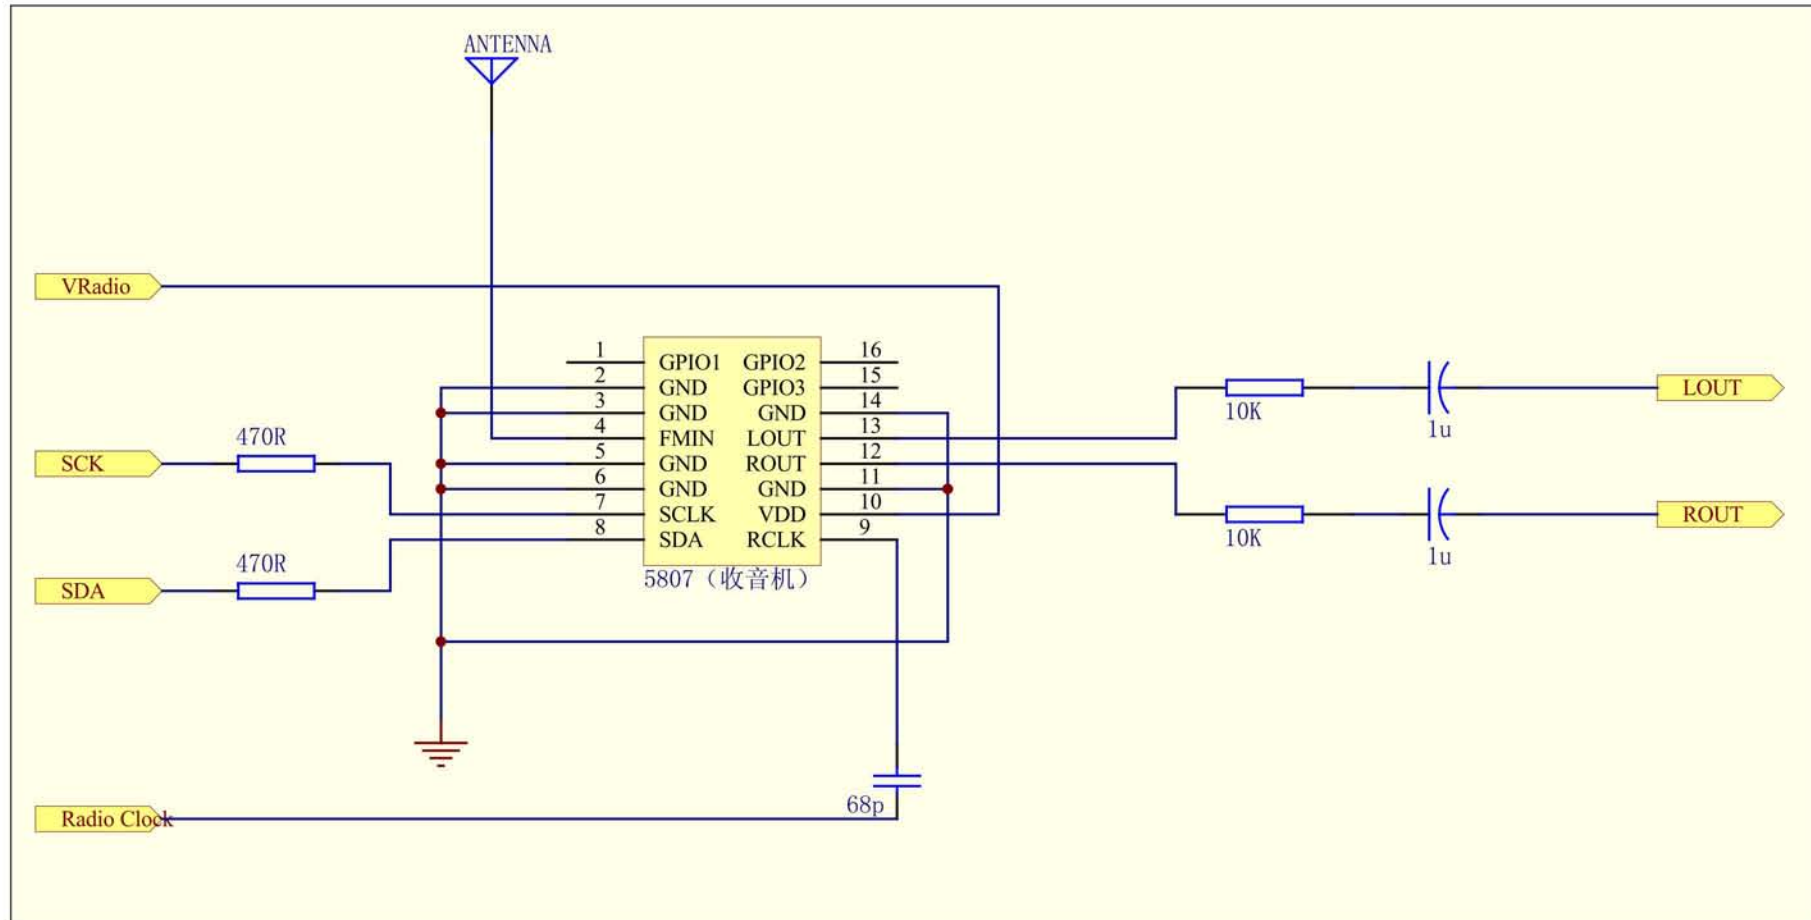 ANTENNA
VRadio
1 16
GPIO1 GPIO2
2 15
GND GPIO3
3 14
GND GND
4 13
FMIN LOUT
5 12
GND ROUT
6 11
GND GND
7 10
SCLK VDD
8 9
SDA RCLK
5807（收音机）
470R
SCK
470R
SDA
10K
1u
LOUT
10K
1u
ROUT
68p
Radio Clock